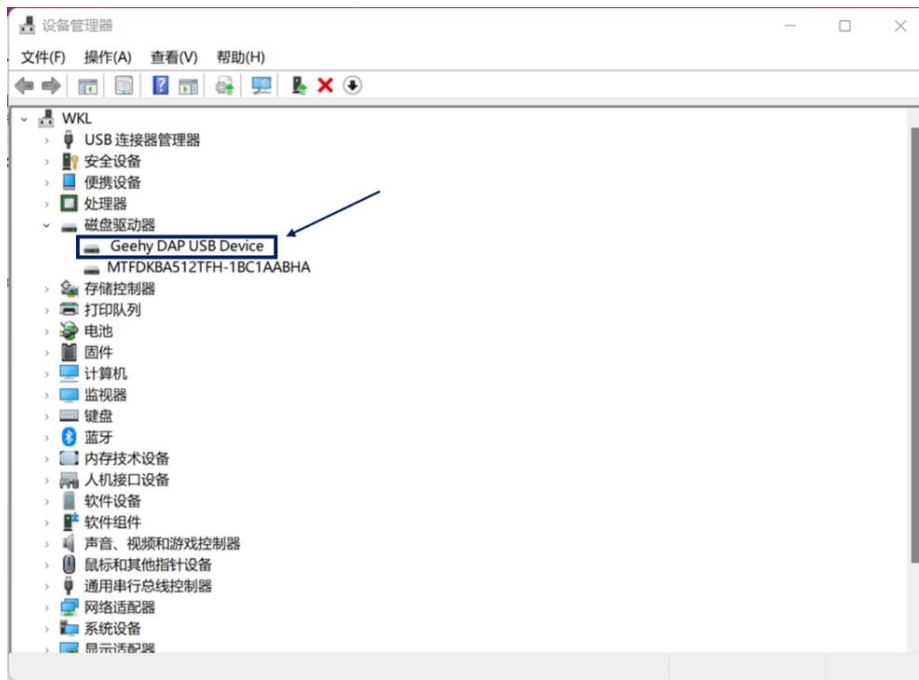 设备管理器
文件(F) 操作(A) 查看(V) 帮助(H)
WKL
USB 连接器管理器
安全设备
便携设备
处理器
磁盘驱动器
Geehy DAP USB Device
MTFDKBA512TFH-1BC1AABHA
存储控制器
打印队列
电池
固件
计算机
监视器
键盘
蓝牙
内存技术设备
人机接口设备
软件设备
软件组件
声音、视频和游戏控制器
鼠标和其他指针设备
通用串行总线控制器
网络适配器
系统设备
显示适配器